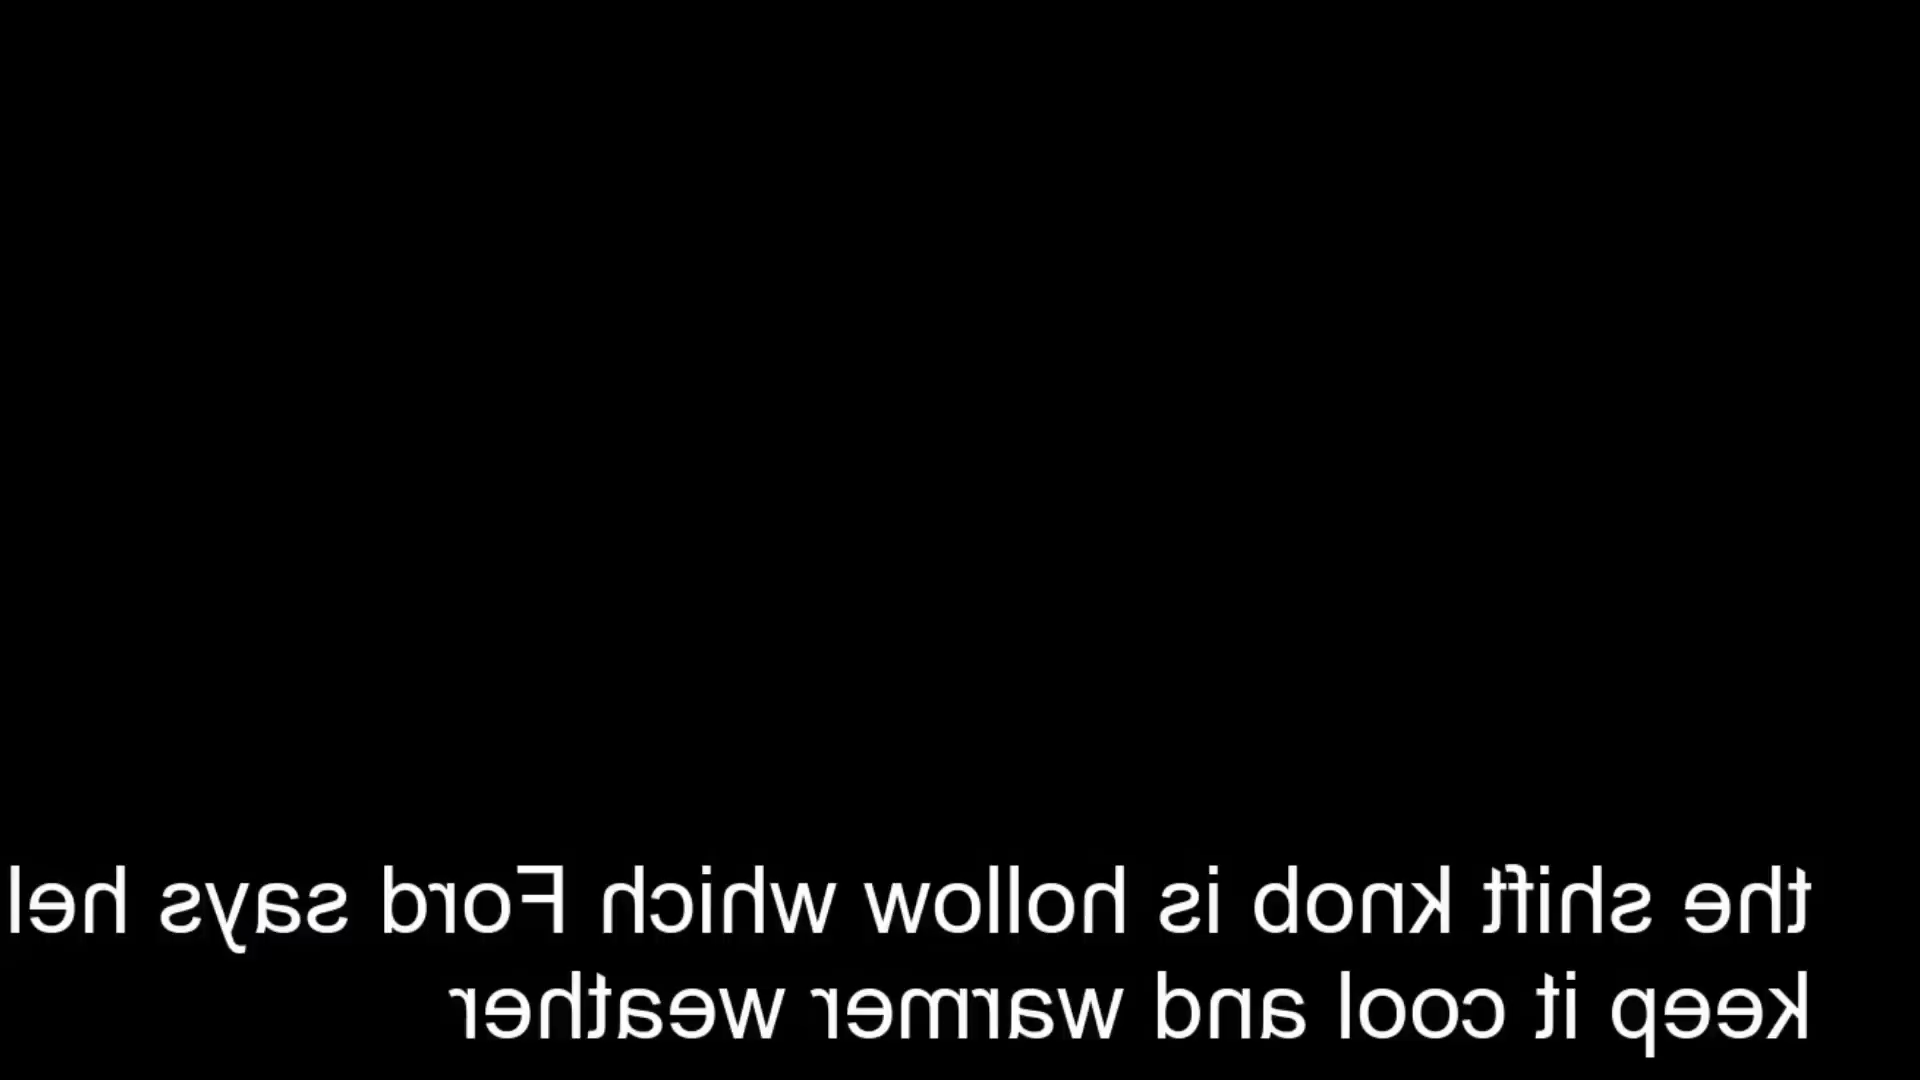 the shift knob is hollow which Ford says hel
keep it cool and warmer weather